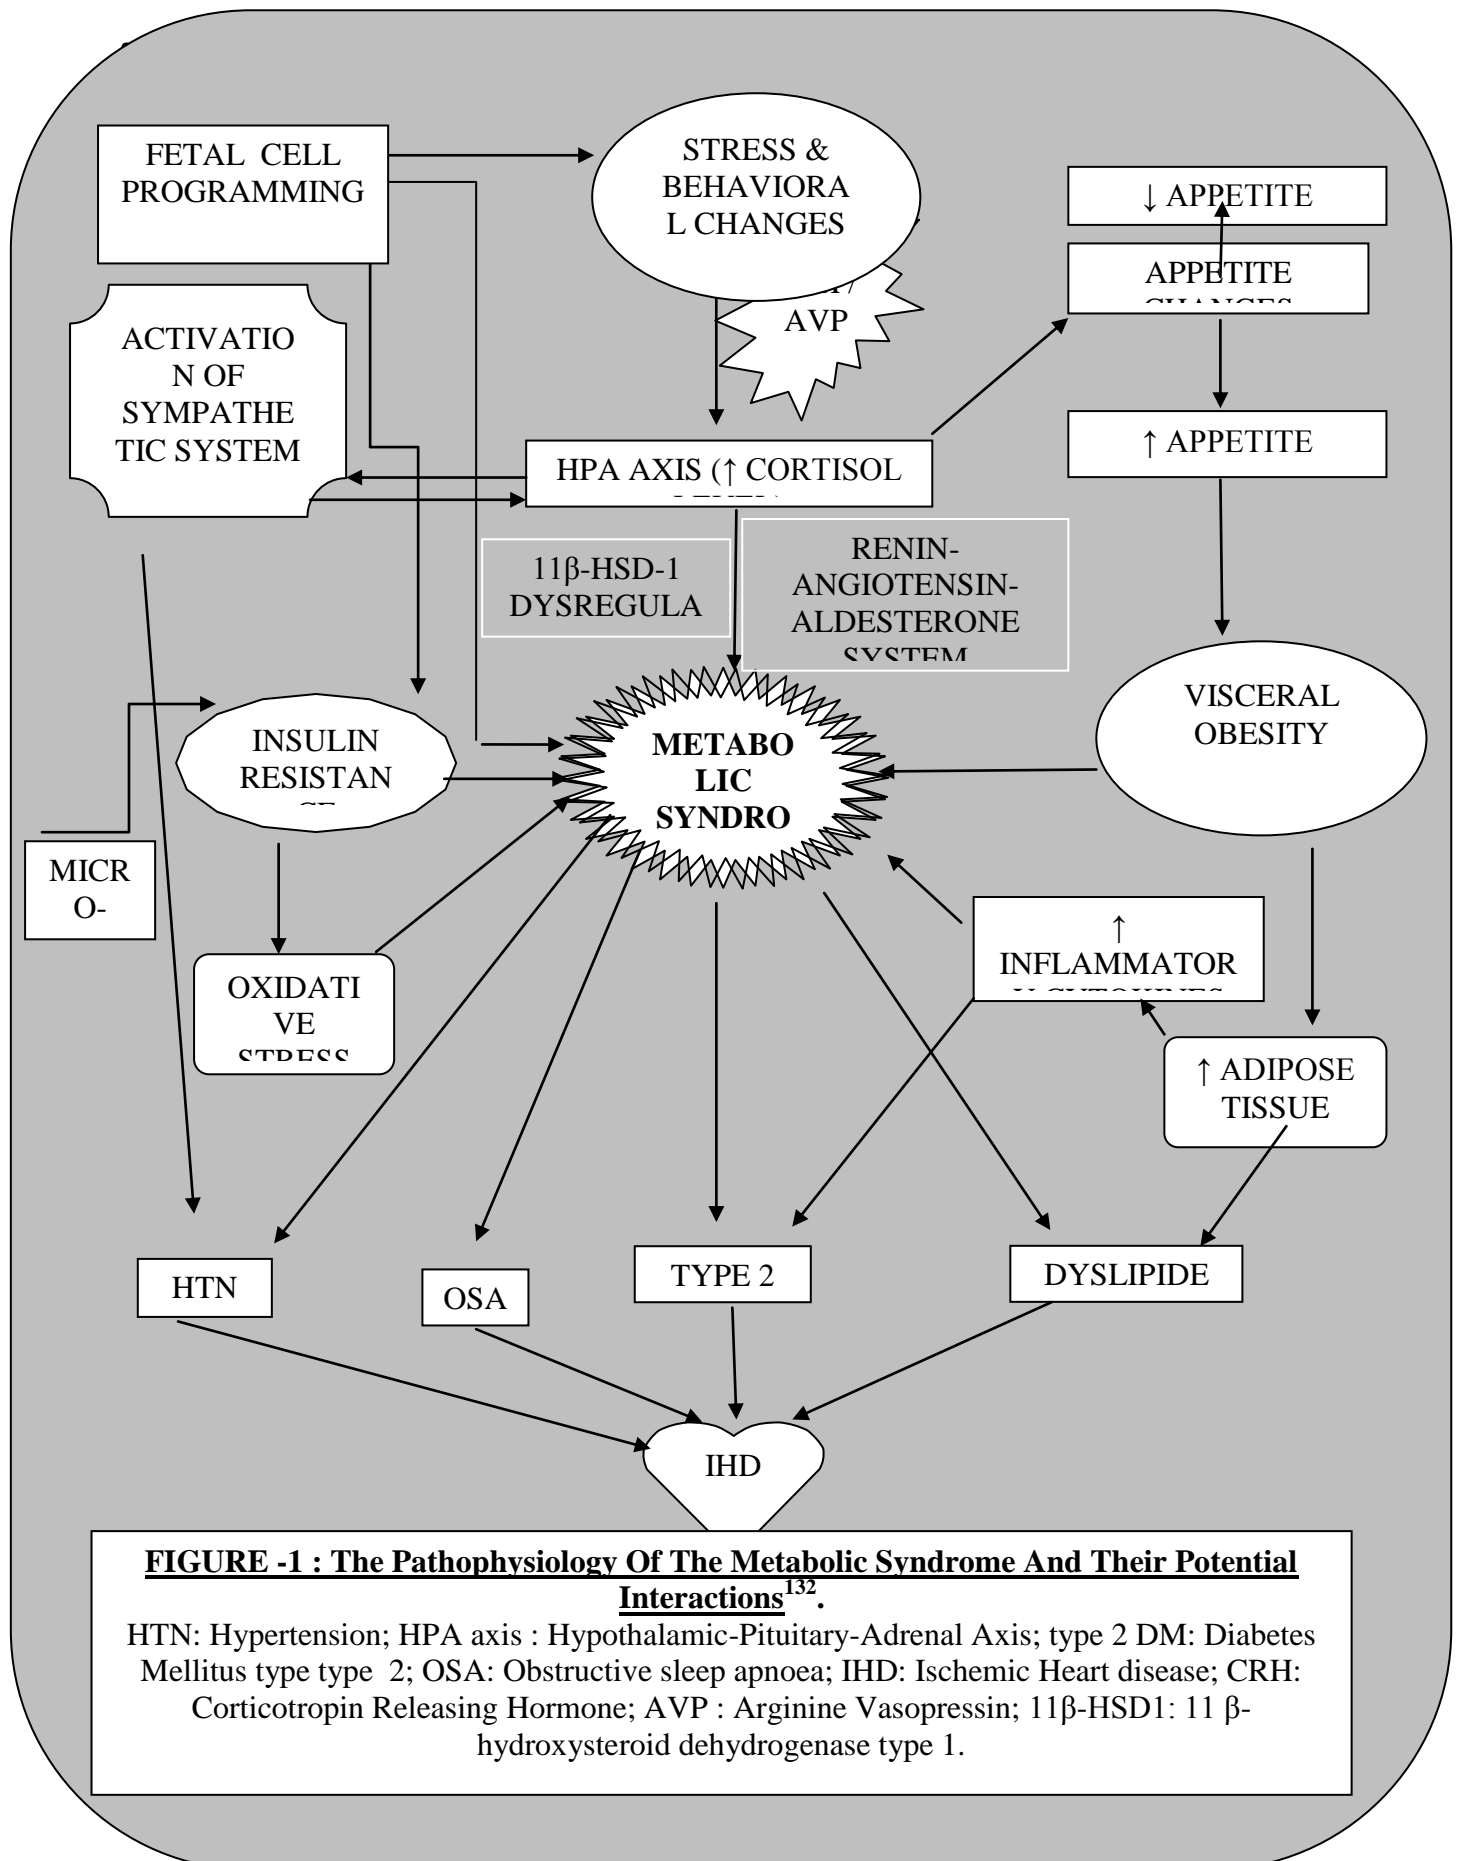 FETAL CELL
PROGRAMMING
STRESS &
BEHAVIORA
L CHANGES
↓ APPETITE
APPETITE
CHANGES
AVP
ACTIVATIO
N OF
SYMPATHE
TIC SYSTEM
↑ APPETITE
HPA AXIS (↑ CORTISOL
11β-HSD-1
DYSREGULA
RENIN-
ANGIOTENSIN-
ALDESTERONE
SYSTEM
VISCERAL
OBESITY
INSULIN
RESISTAN
METABO
LIC
SYNDRO
MICR
O-
↑
INFLAMMATOR
Y CYTOKINES
OXIDATI
VE
STRESS
↑ ADIPOSE
TISSUE
HTN
OSA
TYPE 2
DYSLIPIDE
IHD
FIGURE -1 : The Pathophysiology Of The Metabolic Syndrome And Their Potential
Interactions132.
HTN: Hypertension; HPA axis : Hypothalamic-Pituitary-Adrenal Axis; type 2 DM: Diabetes
Mellitus type type 2; OSA: Obstructive sleep apnoea; IHD: Ischemic Heart disease; CRH:
Corticotropin Releasing Hormone; AVP : Arginine Vasopressin; 11β-HSD1: 11 β-
hydroxysteroid dehydrogenase type 1.